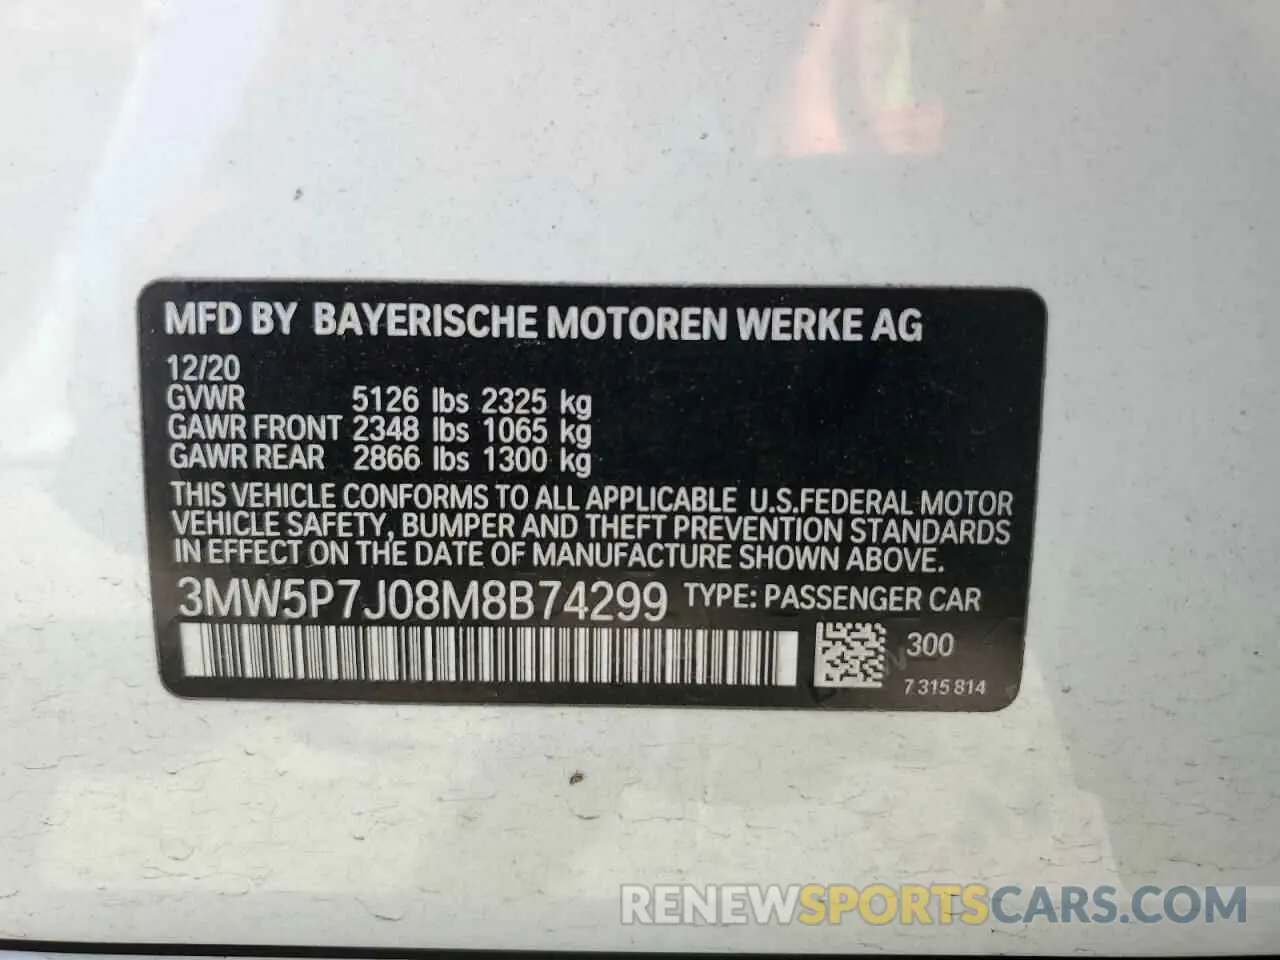 MFD BY BAYERISCHE MOTOREN WERKE AG
12/20
GVWR 5126 lbs 2325 kg
GAWR FRONT 2348 lbs 1065 kg
GAWR REAR 2866 lbs 1300 kg
THIS VEHICLE CONFORMS TO ALL APPLICABLE U.S.FEDERAL MOTOR
VEHICLE SAFETY, BUMPER AND THEFT PREVENTION STANDARDS
IN EFFECT ON THE DATE OF MANUFACTURE SHOWN ABOVE.
3MW5P7J08M8B74299 TYPE: PASSENGER CAR
300
7 315 814
RENEWSPORTSCARS.COM